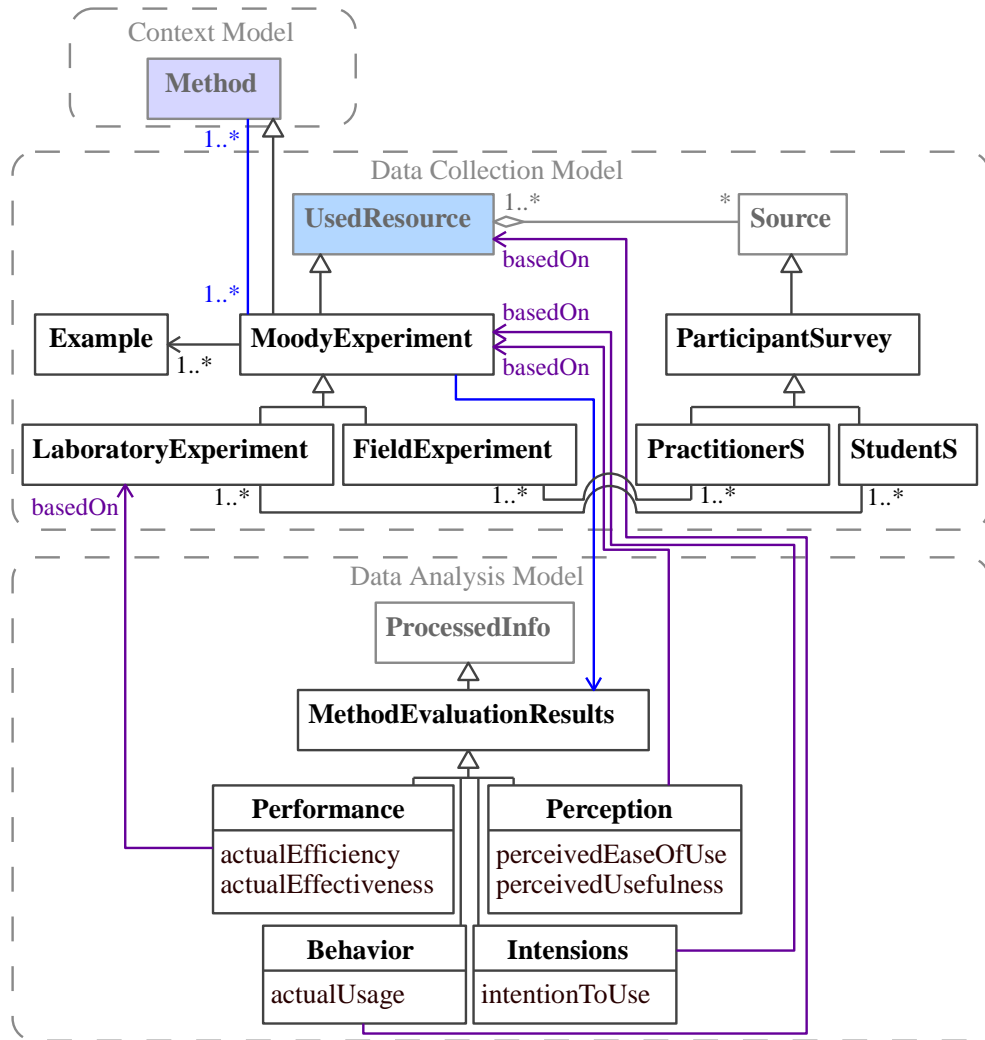 Context Model
Method
1..*
Data Collection Model
1..*
*
UsedResource
Source
basedOn
1..*
basedOn
Example
MoodyExperiment
ParticipantSurvey
1..*
basedOn
LaboratoryExperiment
FieldExperiment
PractitionerS
StudentS
basedOn
1..*
1..*
1..*
1..*
Data Analysis Model
ProcessedInfo
MethodEvaluationResults
Performance
actualEfficiency
actualEffectiveness
Perception
perceivedEaseOfUse
perceivedUsefulness
Behavior
actualUsage
Intensions
intentionToUse